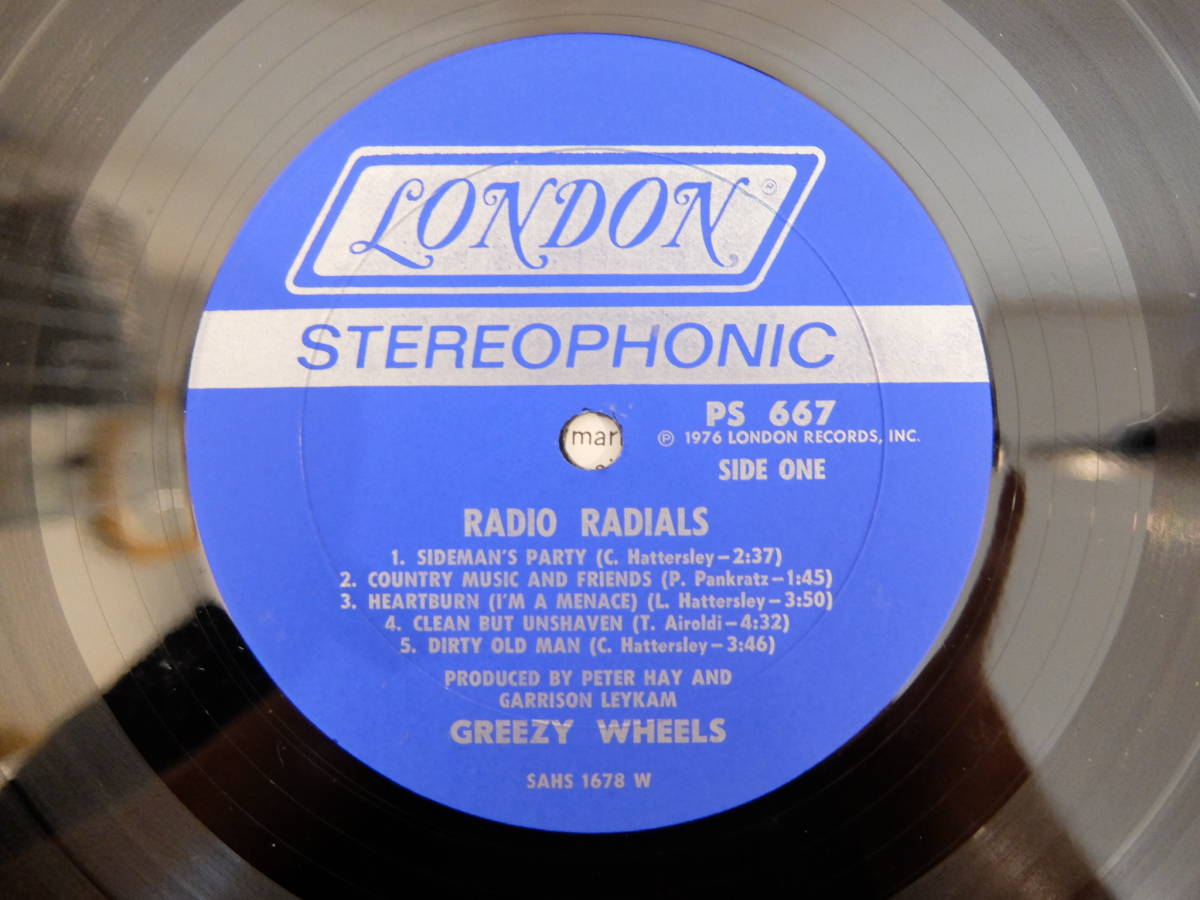 LONDON ®
STEREOPHONIC
PS 667
℗ 1976 LONDON RECORDS, INC.
mar
SIDE ONE
RADIO RADIALS
1. SIDEMAN'S PARTY (C. Hattersley—2:37)
2. COUNTRY MUSIC AND FRIENDS (P. Pankratz—1:45)
3. HEARTBURN (I'M A MENACE) (L. Hattersley—3:50)
4. CLEAN BUT UNSHAVEN (T. Airoldi—4:32)
5. DIRTY OLD MAN (C. Hattersley—3:46)
PRODUCED BY PETER HAY AND
GARRISON LEYKAM
GREEZY WHEELS
SAHS 1678 W